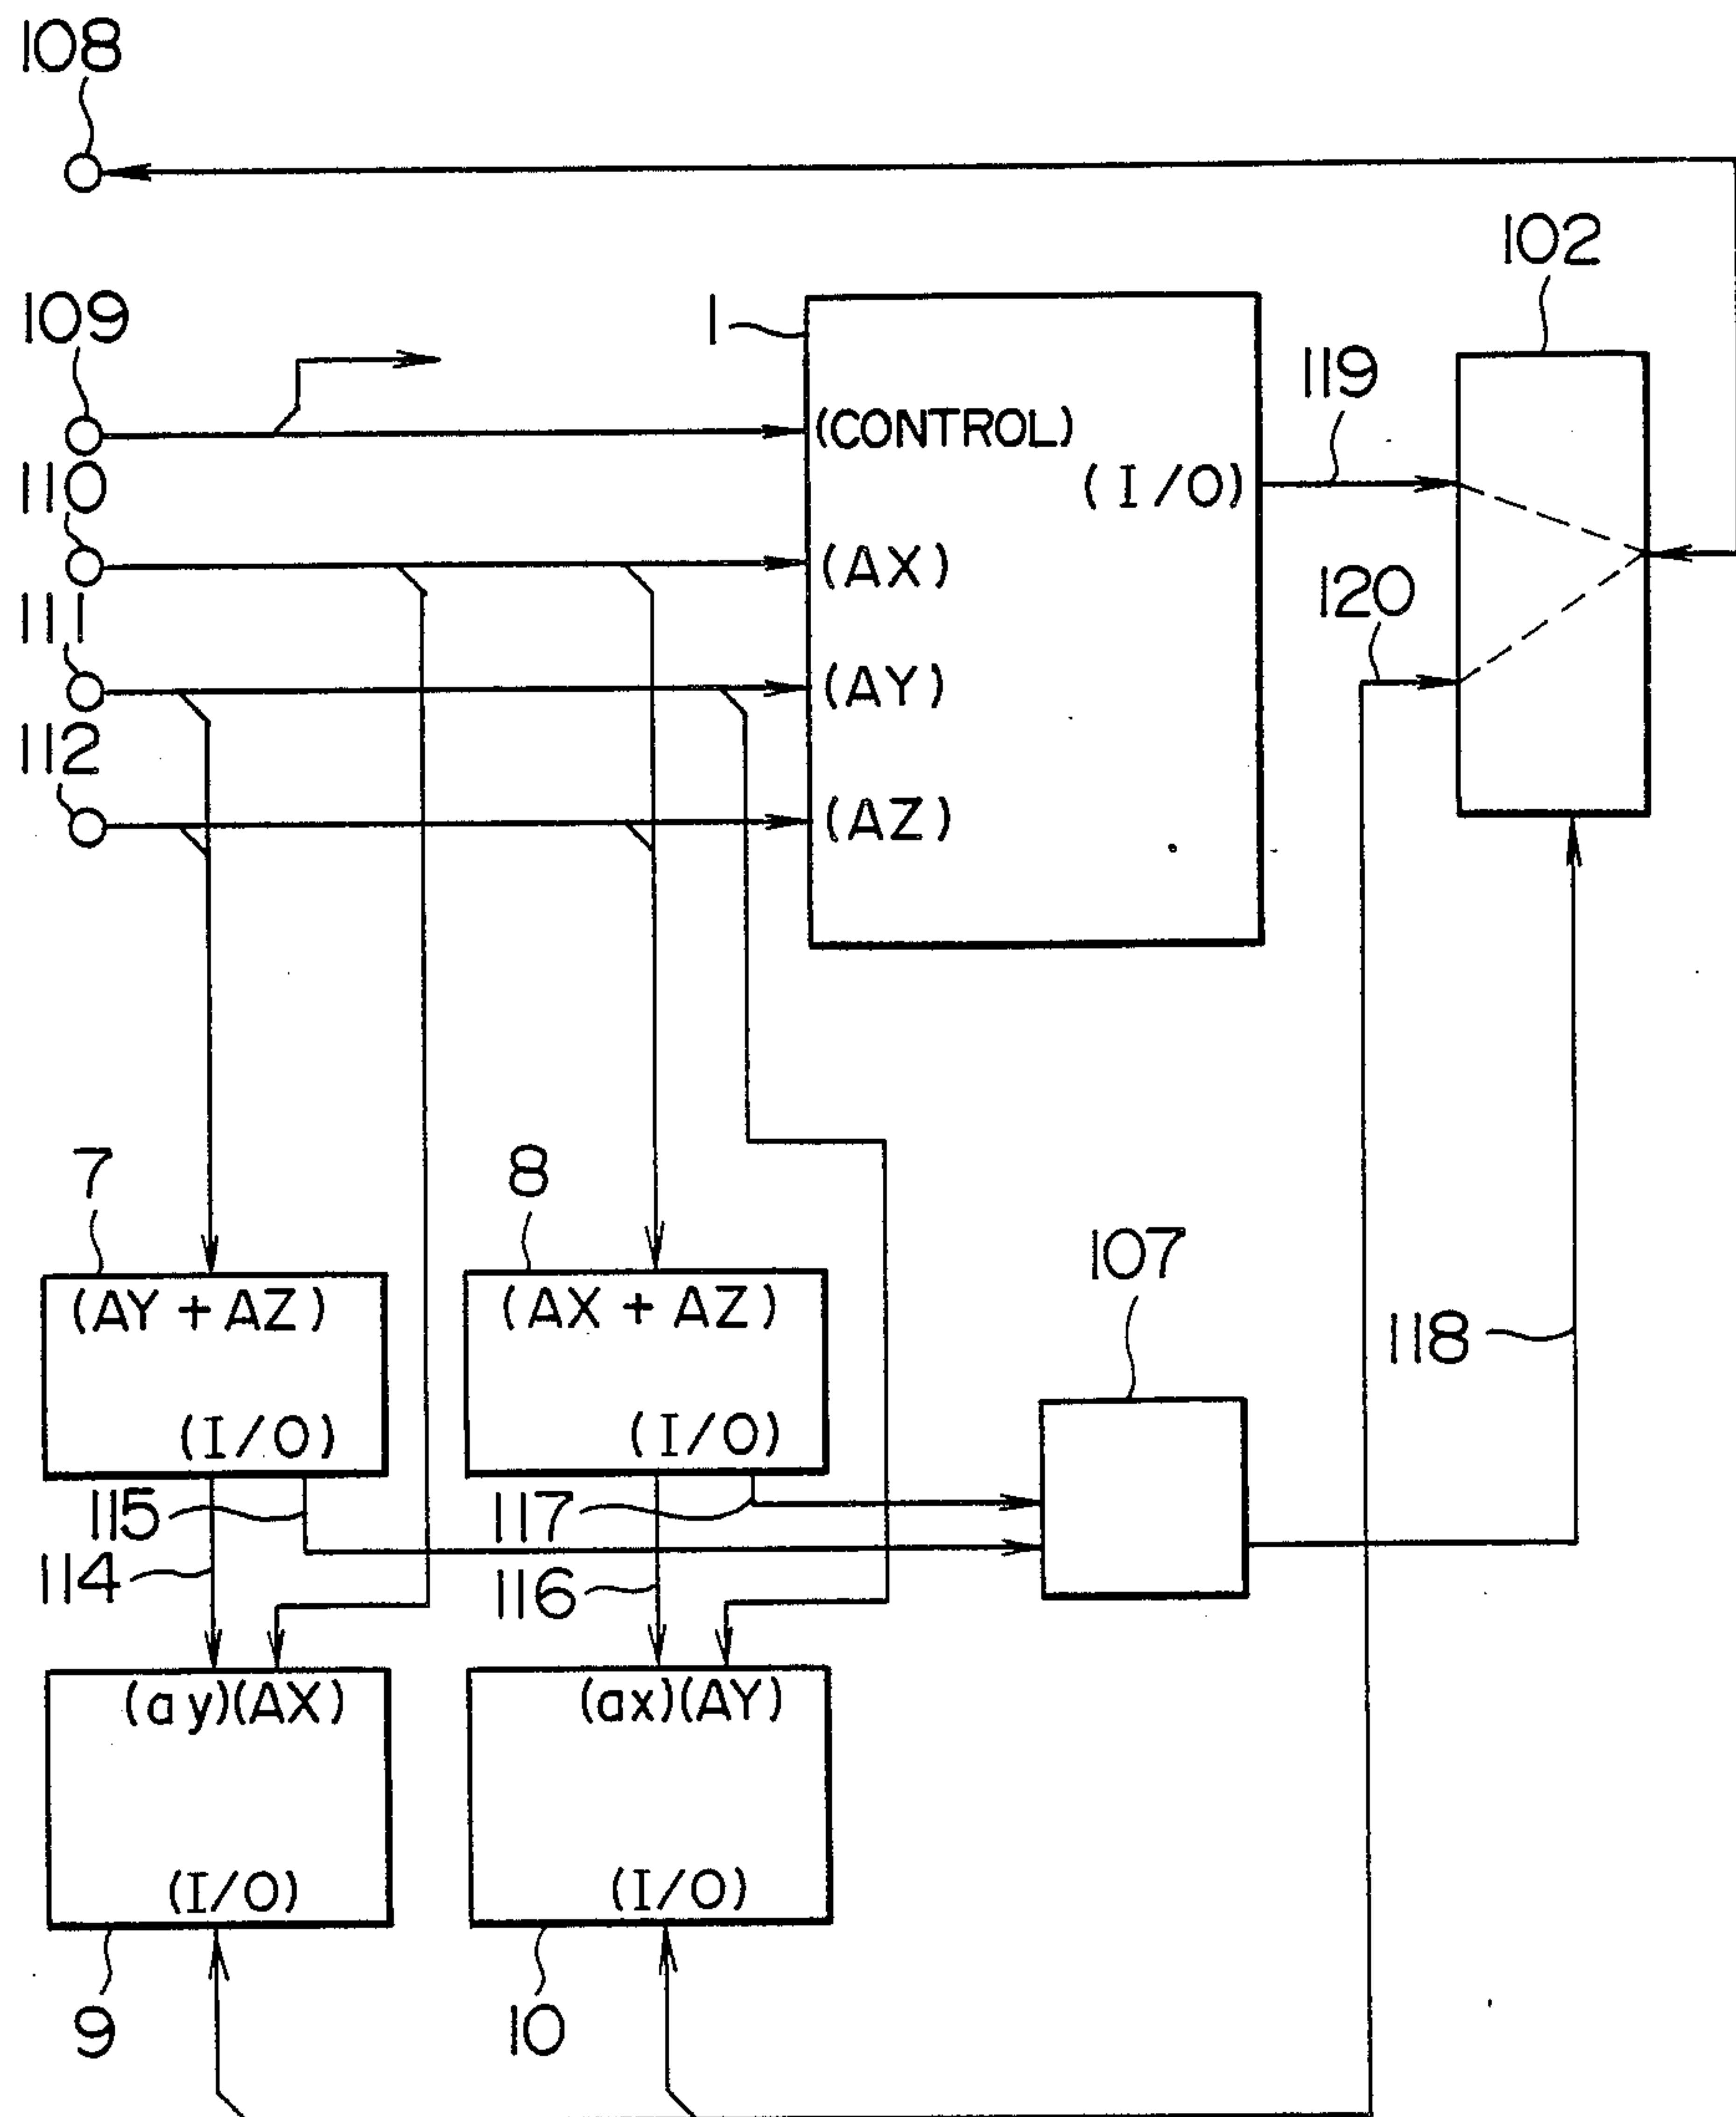 108
102
109
1
119
(CONTROL)
110
(I/O)
(AX)
120
111
(AY)
112
(AZ)
7
8
107
(AY + AZ)
(AX + AZ)
118
(I/O)
(I/O)
115
117
114
116
(ay)(AX)
(ax)(AY)
(I/O)
(I/O)
9
10